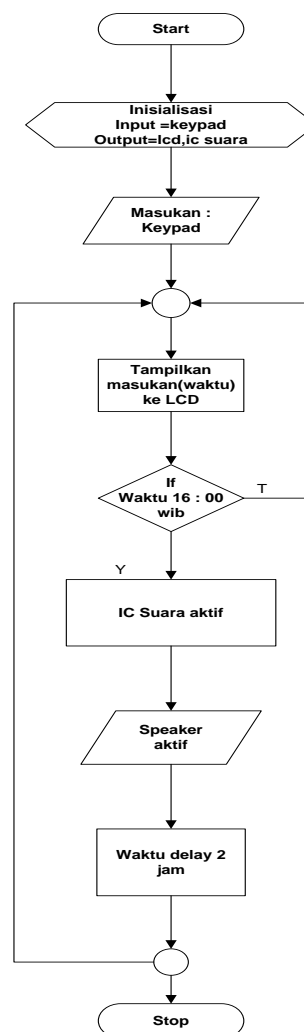 Start
Inisialisasi
Input =keypad
Output=lcd,ic suara
Masukan :
Keypad
Tampilkan
masukan(waktu)
ke LCD
If
Waktu 16 : 00
wib
T
Y
IC Suara aktif
Speaker
aktif
Waktu delay 2
jam
Stop